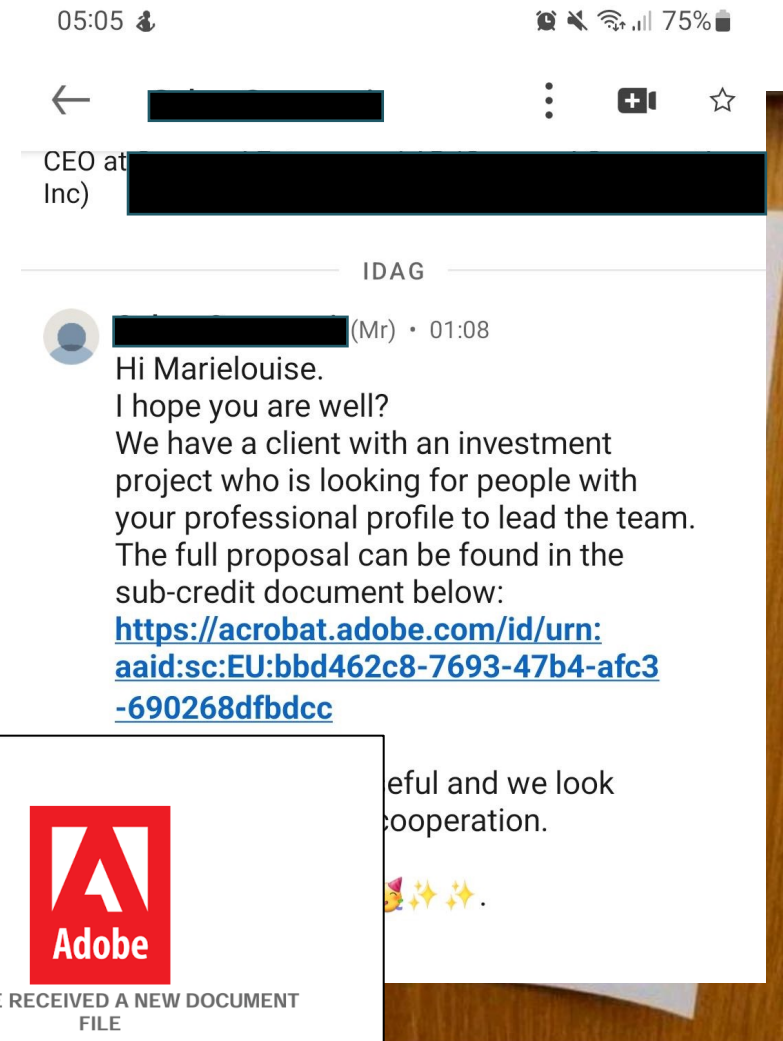 05:05
75%
CEO at
Inc)
IDAG
(Mr) • 01:08
Hi Marielouise.
I hope you are well?
We have a client with an investment
project who is looking for people with
your professional profile to lead the team.
The full proposal can be found in the
sub-credit document below:
https://acrobat.adobe.com/id/urn:
aaid:sc:EU:bbd462c8-7693-47b4-afc3
-690268dfbdcc
eful and we look
cooperation.
🥳✨✨.
Adobe
RECEIVED A NEW DOCUMENT
FILE